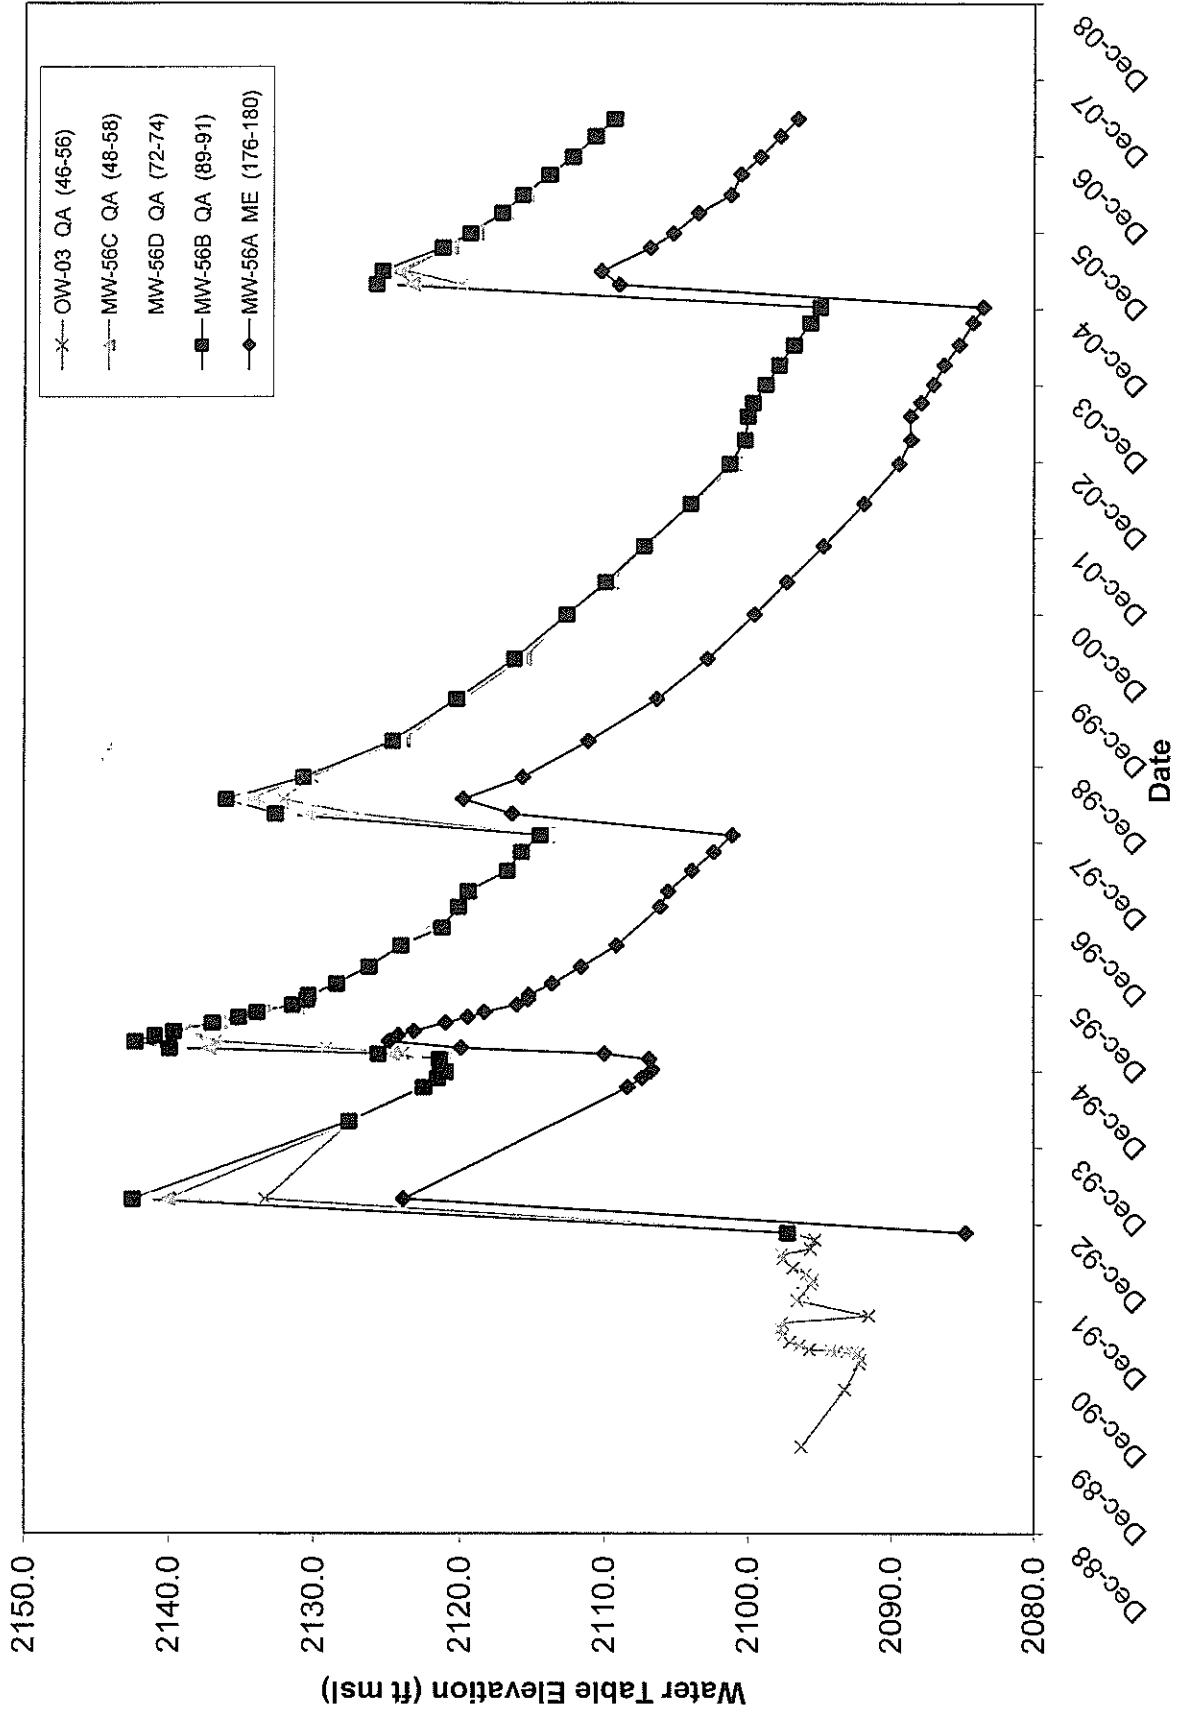 OW-03 QA (46-56)
MW-56C QA (48-58)
MW-56D QA (72-74)
MW-56B QA (89-91)
MW-56A ME (176-180)
Water Table Elevation (ft msl)
2150.0
2140.0
2130.0
2120.0
2110.0
2100.0
2090.0
2080.0
Dec-88
Dec-89
Dec-90
Dec-91
Dec-92
Dec-93
Dec-94
Dec-95
Dec-96
Dec-97
Dec-98
Dec-99
Dec-00
Dec-01
Dec-02
Dec-03
Dec-04
Dec-05
Dec-06
Dec-07
Dec-08
Date